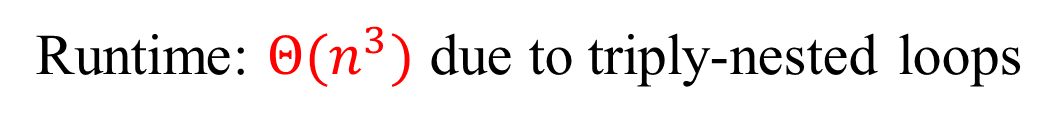 Runtime: Θ(n³) due to triply-nested loops